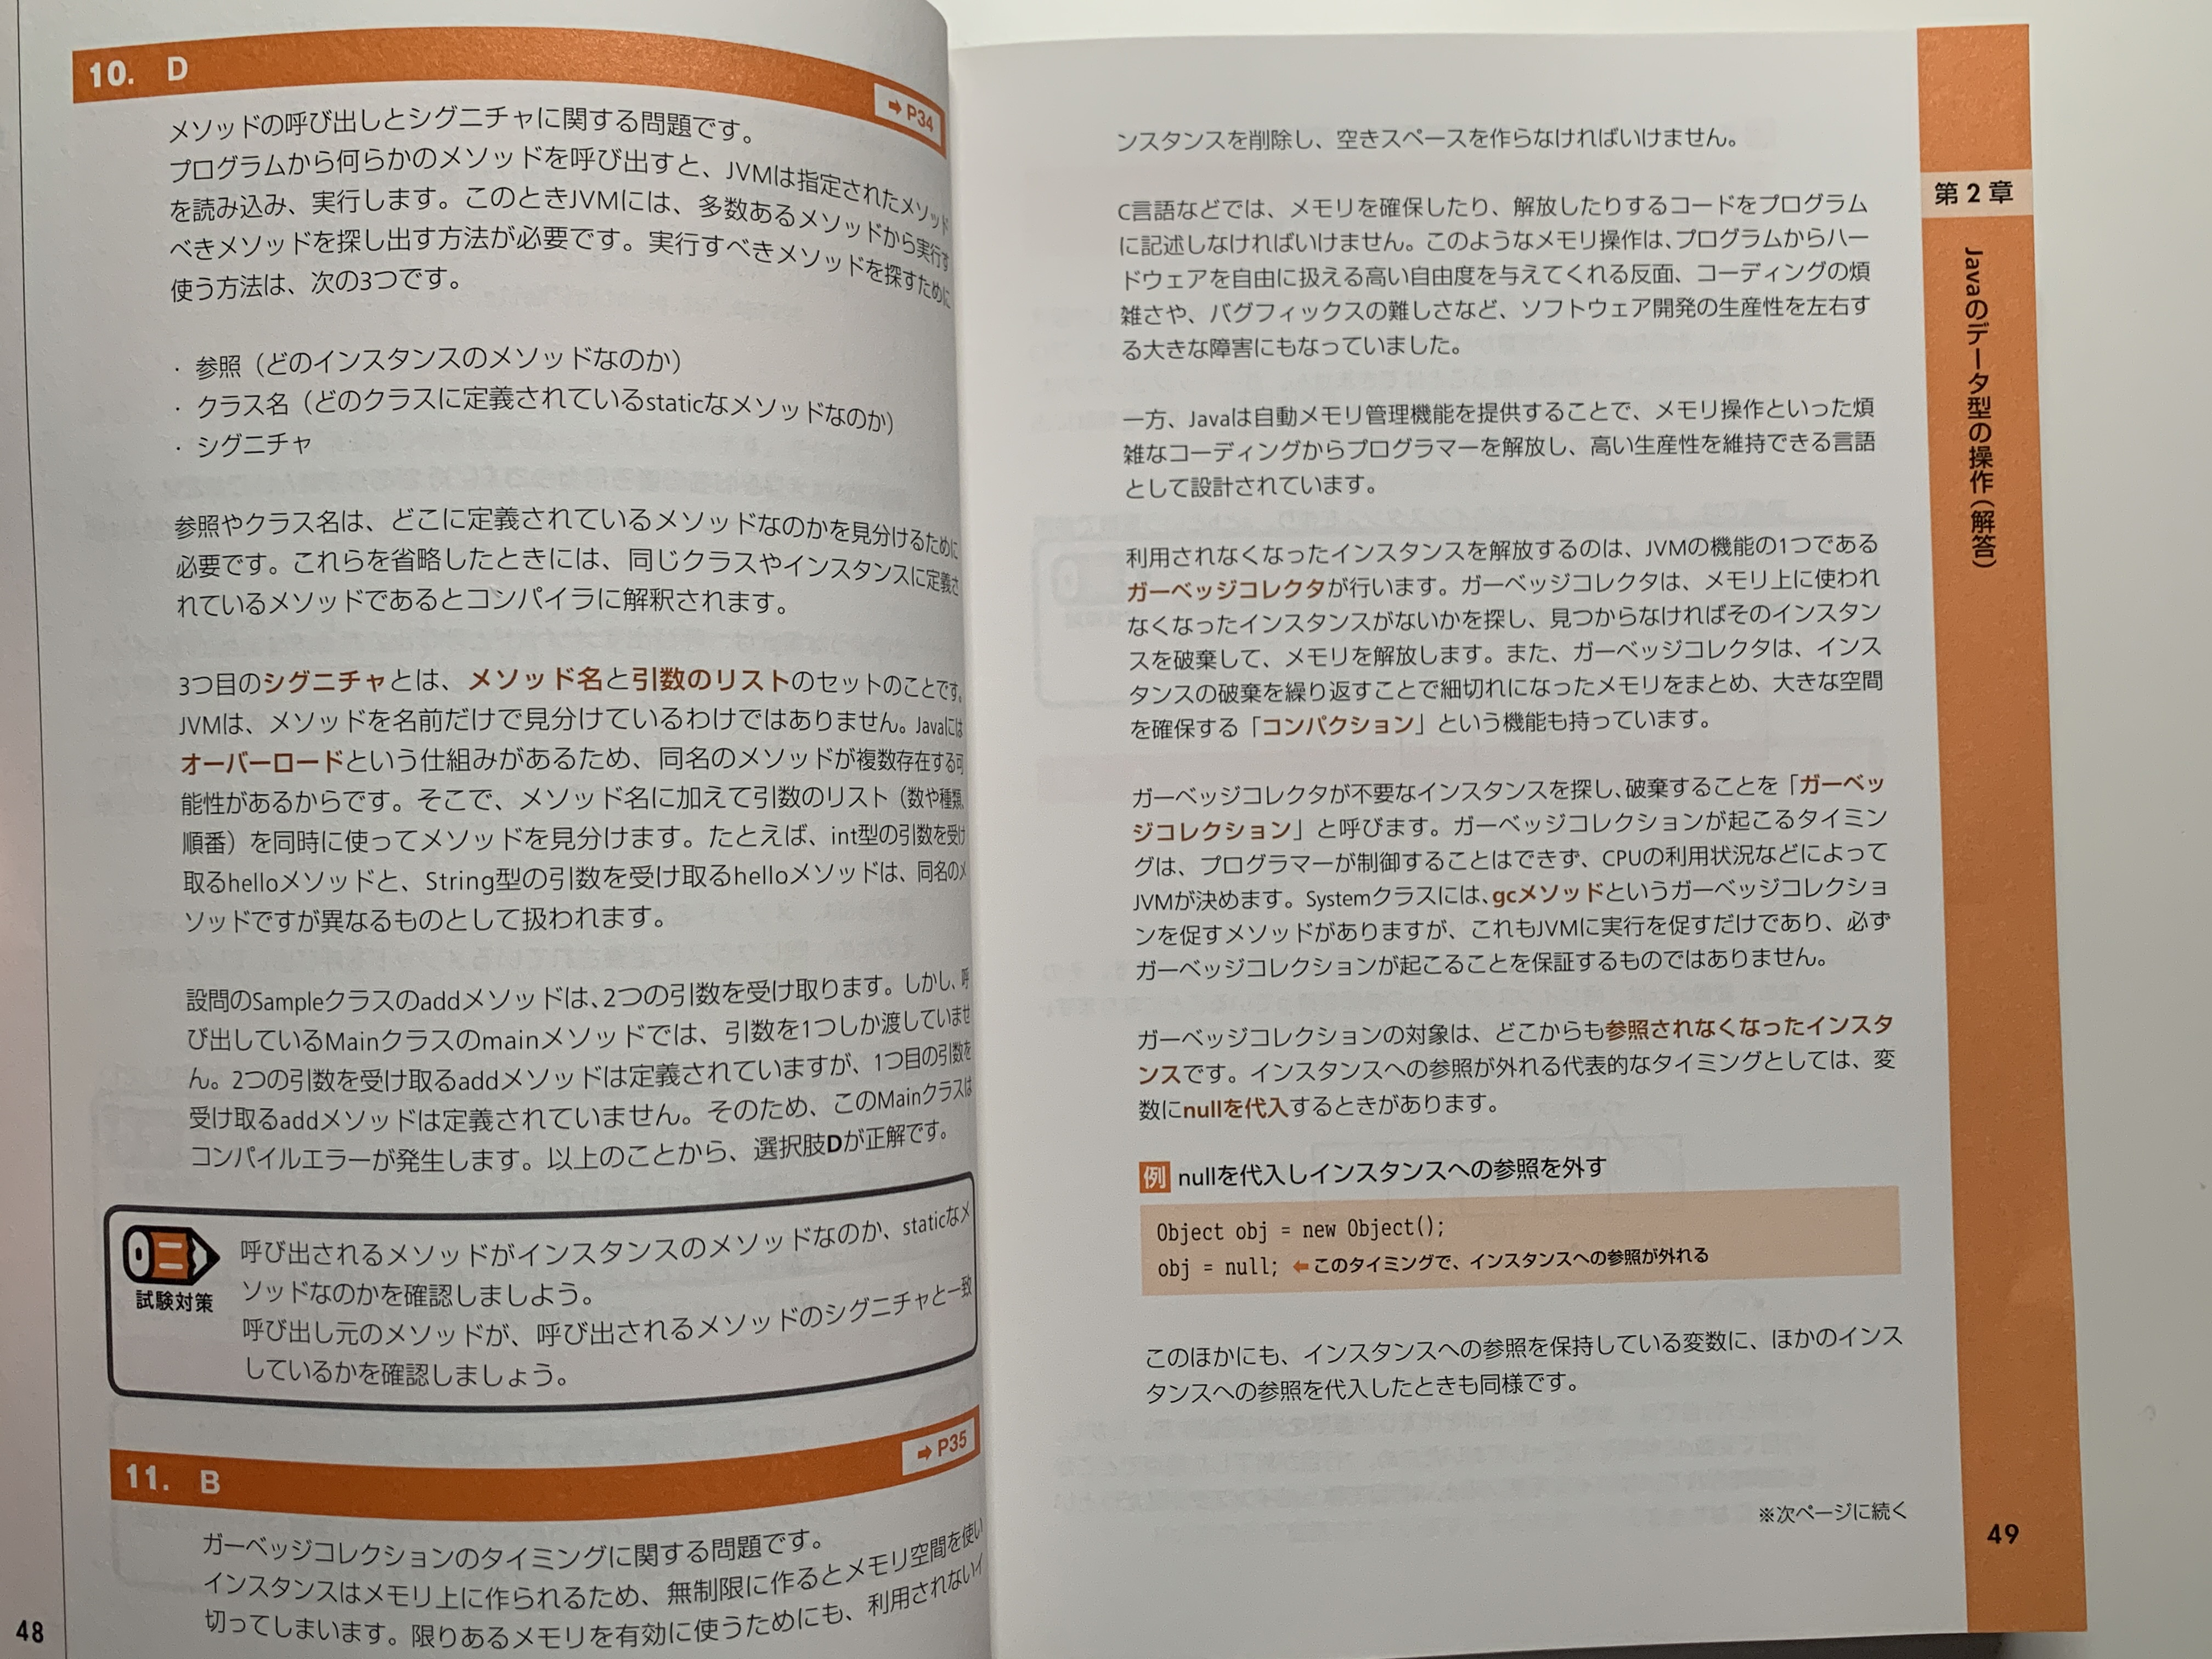 10. D
➡ P34
メソッドの呼び出しとシグニチャに関する問題です。
プログラムから何らかのメソッドを呼び出すと、JVMは指定されたメソッド
を読み込み、実行します。このときJVMには、多数あるメソッドから実行す
べきメソッドを探し出す方法が必要です。実行すべきメソッドを探すために
使う方法は、次の3つです。
・参照（どのインスタンスのメソッドなのか）
・クラス名（どのクラスに定義されているstaticなメソッドなのか）
・シグニチャ
参照やクラス名は、どこに定義されているメソッドなのかを見分けるために
必要です。これらを省略したときには、同じクラスやインスタンスに定義さ
れているメソッドであるとコンパイラに解釈されます。
3つ目のシグニチャとは、メソッド名と引数のリストのセットのことです。
JVMは、メソッドを名前だけで見分けているわけではありません。Javaには
オーバーロードという仕組みがあるため、同名のメソッドが複数存在する可
能性があるからです。そこで、メソッド名に加えて引数のリスト（数や種類、
順番）を同時に使ってメソッドを見分けます。たとえば、int型の引数を受け
取るhelloメソッドと、String型の引数を受け取るhelloメソッドは、同名のメ
ソッドですが異なるものとして扱われます。
設問のSampleクラスのaddメソッドは、2つの引数を受け取ります。しかし、呼
び出しているMainクラスのmainメソッドでは、引数を1つしか渡していませ
ん。2つの引数を受け取るaddメソッドは定義されていますが、1つ目の引数を
受け取るaddメソッドは定義されていません。そのため、このMainクラスは
コンパイルエラーが発生します。以上のことから、選択肢Dが正解です。
試験対策
呼び出されるメソッドがインスタンスのメソッドなのか、staticなメ
ソッドなのかを確認しましよう。
呼び出し元のメソッドが、呼び出されるメソッドのシグニチャと一致
しているかを確認しましょう。
11. B
➡ P35
ガーベッジコレクションのタイミングに関する問題です。
インスタンスはメモリ上に作られるため、無制限に作るとメモリ空間を使い
切ってしまいます。限りあるメモリを有効に使うためにも、利用されないイ
48
ンスタンスを削除し、空きスペースを作らなければいけません。
C言語などでは、メモリを確保したり、解放したりするコードをプログラム
に記述しなければいけません。このようなメモリ操作は、プログラムからハー
ドウェアを自由に扱える高い自由度を与えてくれる反面、コーディングの煩
雑さや、バグフィックスの難しさなど、ソフトウェア開発の生産性を左右す
る大きな障害にもなっていました。
一方、Javaは自動メモリ管理機能を提供することで、メモリ操作といった煩
雑なコーディングからプログラマーを解放し、高い生産性を維持できる言語
として設計されています。
利用されなくなったインスタンスを解放するのは、JVMの機能の1つである
ガーベッジコレクタが行います。ガーベッジコレクタは、メモリ上に使われ
なくなったインスタンスがないかを探し、見つからなければそのインスタン
スを破棄して、メモリを解放します。また、ガーベッジコレクタは、インス
タンスの破棄を繰り返すことで細切れになったメモリをまとめ、大きな空間
を確保する「コンパクション」という機能も持っています。
ガーベッジコレクタが不要なインスタンスを探し、破棄することを「ガーベッ
ジコレクション」と呼びます。ガーベッジコレクションが起こるタイミン
グは、プログラマーが制御することはできず、CPUの利用状況などによって
JVMが決めます。Systemクラスには、gcメソッドというガーベッジコレクショ
ンを促すメソッドがありますが、これもJVMに実行を促すだけであり、必ず
ガーベッジコレクションが起こることを保証するものではありません。
ガーベッジコレクションの対象は、どこからも参照されなくなったインスタ
ンスです。インスタンスへの参照が外れる代表的なタイミングとしては、変
数にnullを代入するときがあります。
例 nullを代入しインスタンスへの参照を外す
Object obj = new Object();
obj = null; ⬅ このタイミングで、インスタンスへの参照が外れる
このほかにも、インスタンスへの参照を保持している変数に、ほかのインス
タンスへの参照を代入したときも同様です。
※次ページに続く
第2章
Javaのデータ型の操作（解答）
49